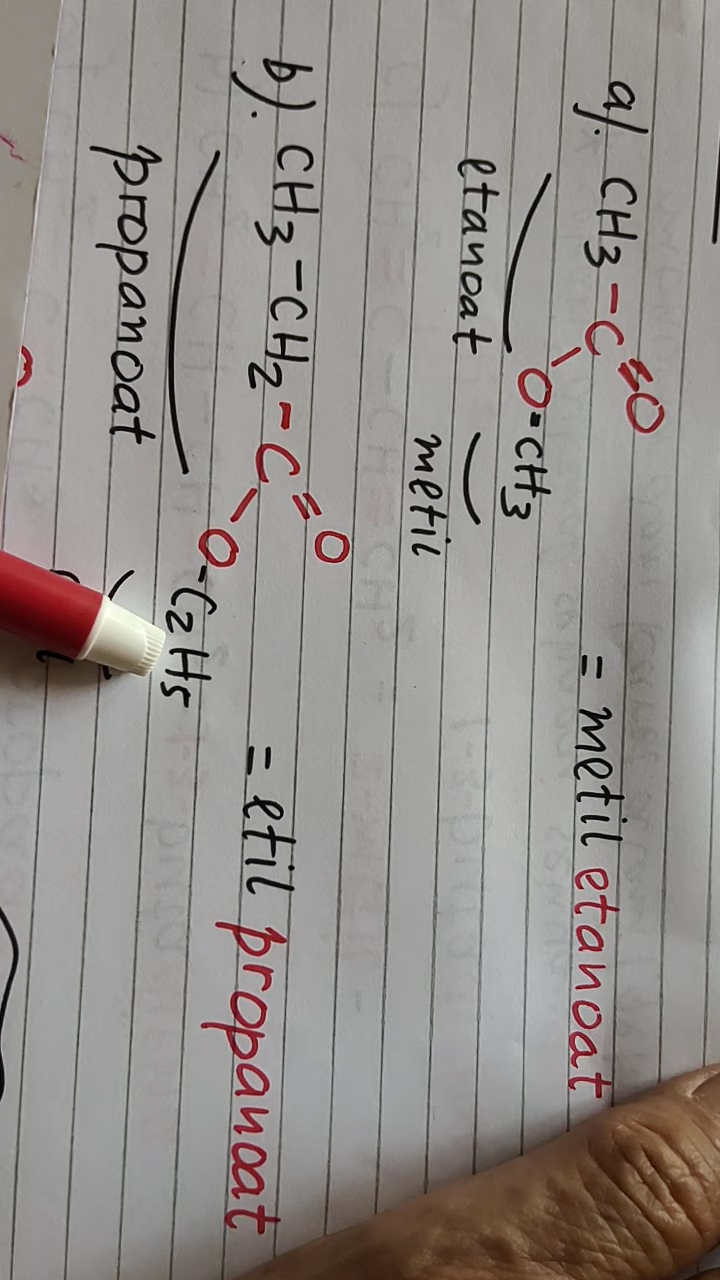 a). CH3-C=O
O-CH3 = metil etanoat
etanoat metil
b). CH3-CH2-C=O
O-C2H5 = etil propanoat
propanoat